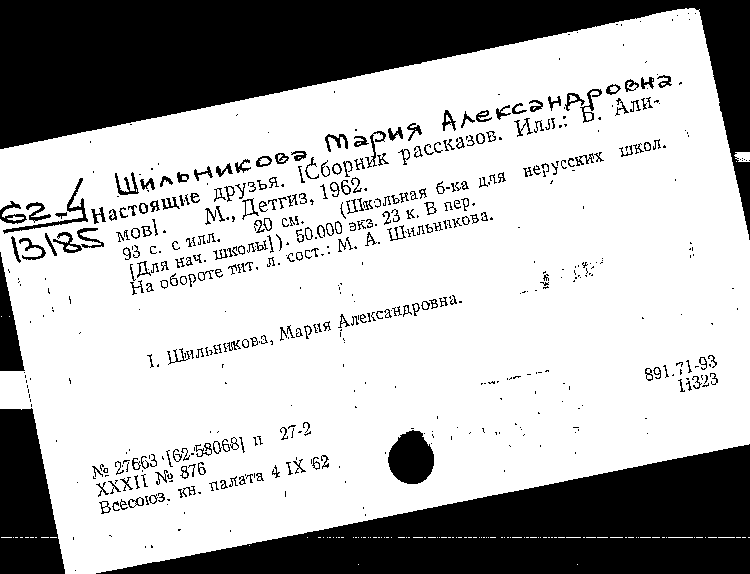 Шильникова, Мария Александровна.
62-4
13185
Настоящие друзья. [Сборник рассказов. Илл.: Б. Али-
мов]. М., Детгиз, 1962.
93 с. с илл. 20 см. (Школьная б-ка для нерусских школ.
[Для нач. школы]). 50.000 экз. 23 к. В пер.
На обороте тит. л. сост.: М. А. Шильникова.
I. Шильникова, Мария Александровна.
891.71-93
Н323
№ 27663 [62-58068] п 27-2
XXXII № 876
Всесоюз. кн. палата 4 IX 62